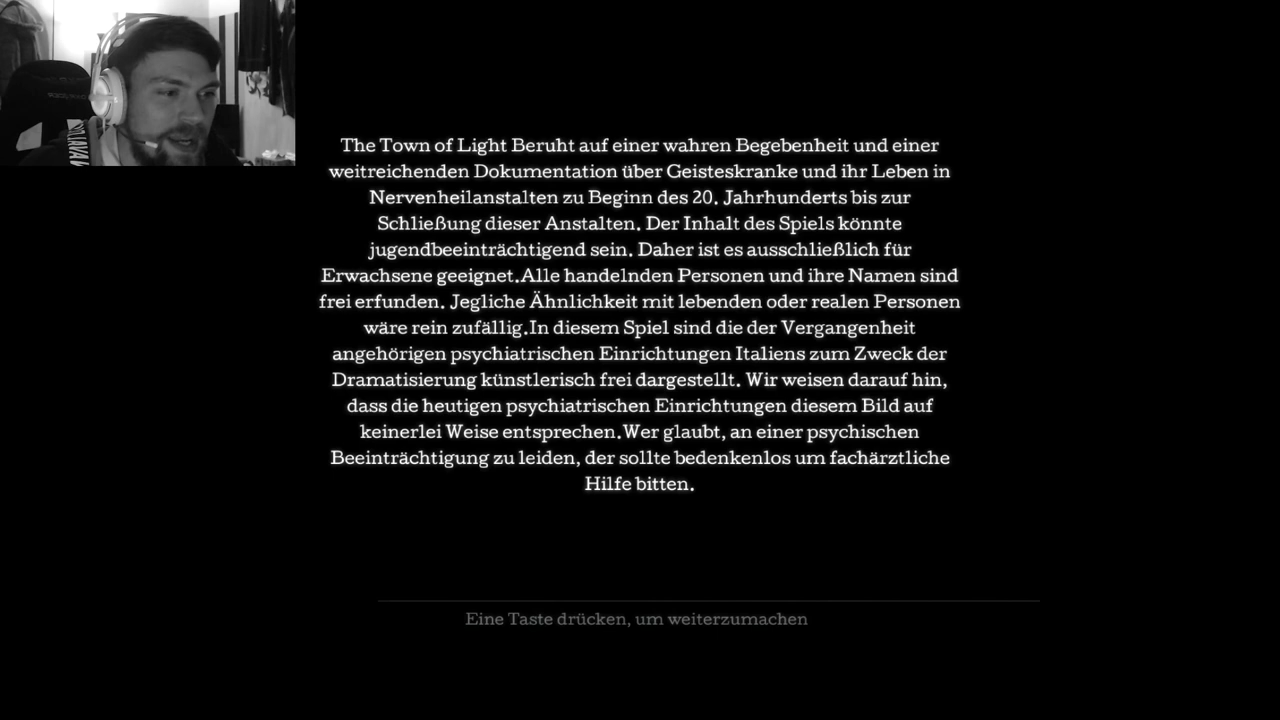 The Town of Light Beruht auf einer wahren Begebenheit und einer
weitreichenden Dokumentation über Geisteskranke und ihr Leben in
Nervenheilanstalten zu Beginn des 20. Jahrhunderts bis zur
Schließung dieser Anstalten. Der Inhalt des Spiels könnte
jugendbeeinträchtigend sein. Daher ist es ausschließlich für
Erwachsene geeignet.Alle handelnden Personen und ihre Namen sind
frei erfunden. Jegliche Ähnlichkeit mit lebenden oder realen Personen
wäre rein zufällig.In diesem Spiel sind die der Vergangenheit
angehörigen psychiatrischen Einrichtungen Italiens zum Zweck der
Dramatisierung künstlerisch frei dargestellt. Wir weisen darauf hin,
dass die heutigen psychiatrischen Einrichtungen diesem Bild auf
keinerlei Weise entsprechen.Wer glaubt, an einer psychischen
Beeinträchtigung zu leiden, der sollte bedenkenlos um fachärztliche
Hilfe bitten.
Eine Taste drücken, um weiterzumachen